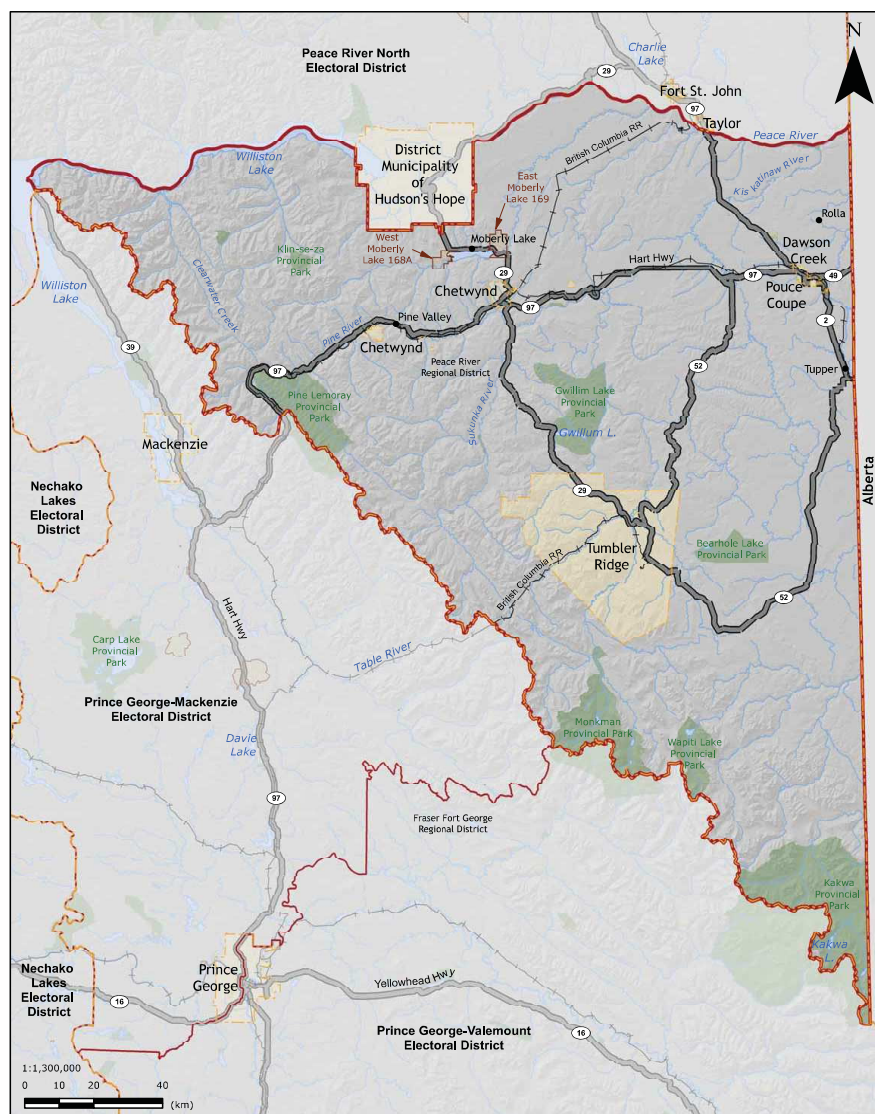 N
Peace River North
Electoral District
Charlie
Lake
29
Fort St. John
97
Taylor
Peace River
British Columbia RR
District
Municipality
of
Hudson's Hope
Williston
Lake
East
Moberly
Lake 169
Kiskatinaw River
Rolla
Moberly Lake
West
Moberly
Lake 168A
Klin-se-za
Provincial
Park
Dawson
Creek
Hart Hwy
97
49
29
Chetwynd
97
Pouce
Coupe
Williston
Lake
Clearwater Creek
Pine River
Pine Valley
Chetwynd
2
39
Peace River
Regional District
52
Tupper
97
Pine Lemoray
Provincial
Park
Sukunka River
Gwillim Lake
Provincial
Park
Gwillum L.
Mackenzie
Alberta
Nechako
Lakes
Electoral
District
29
Tumbler
Ridge
Bearhole Lake
Provincial Park
British Columbia RR
52
Hart Hwy
Carp Lake
Provincial
Park
Table River
Prince George-Mackenzie
Electoral District
Monkman
Provincial Park
Davie
Lake
Wapiti Lake
Provincial
Park
97
Fraser Fort George
Regional District
Kakwa
Provincial
Park
Kakwa
L.
Nechako
Lakes
Electoral
District
Prince
George
Yellowhead Hwy
16
16
Prince George-Valemount
Electoral District
1:1,300,000
0 10 20 40
(km)